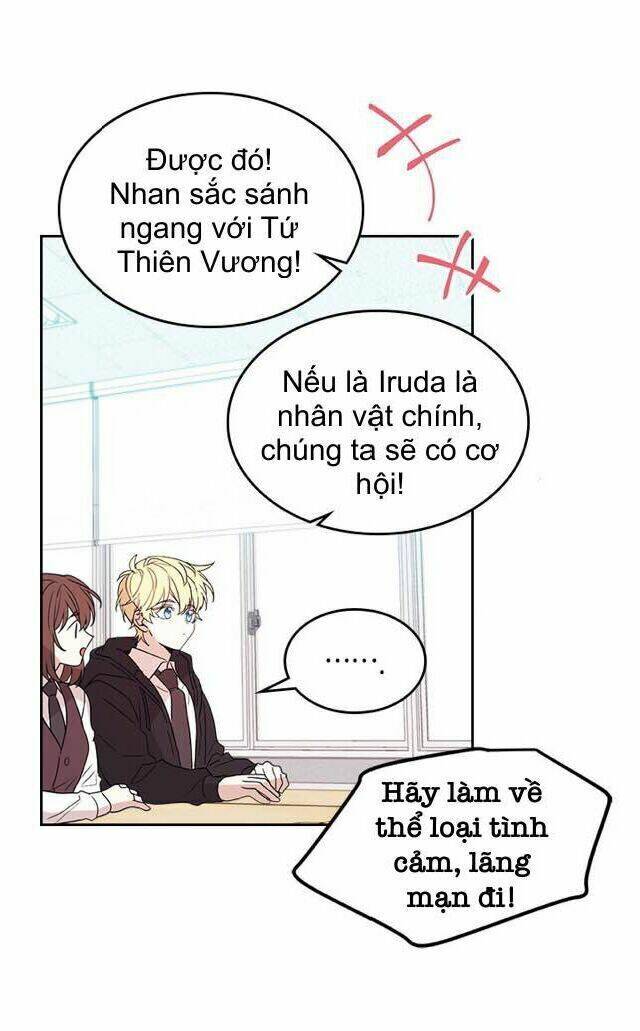 Được đó!
Nhan sắc sánh
ngang với Tứ
Thiên Vương!
Nếu là Iruda là
nhân vật chính,
chúng ta sẽ có cơ
hội!
.......
Hãy làm về
thể loại tình
cảm, lãng
mạn đi!